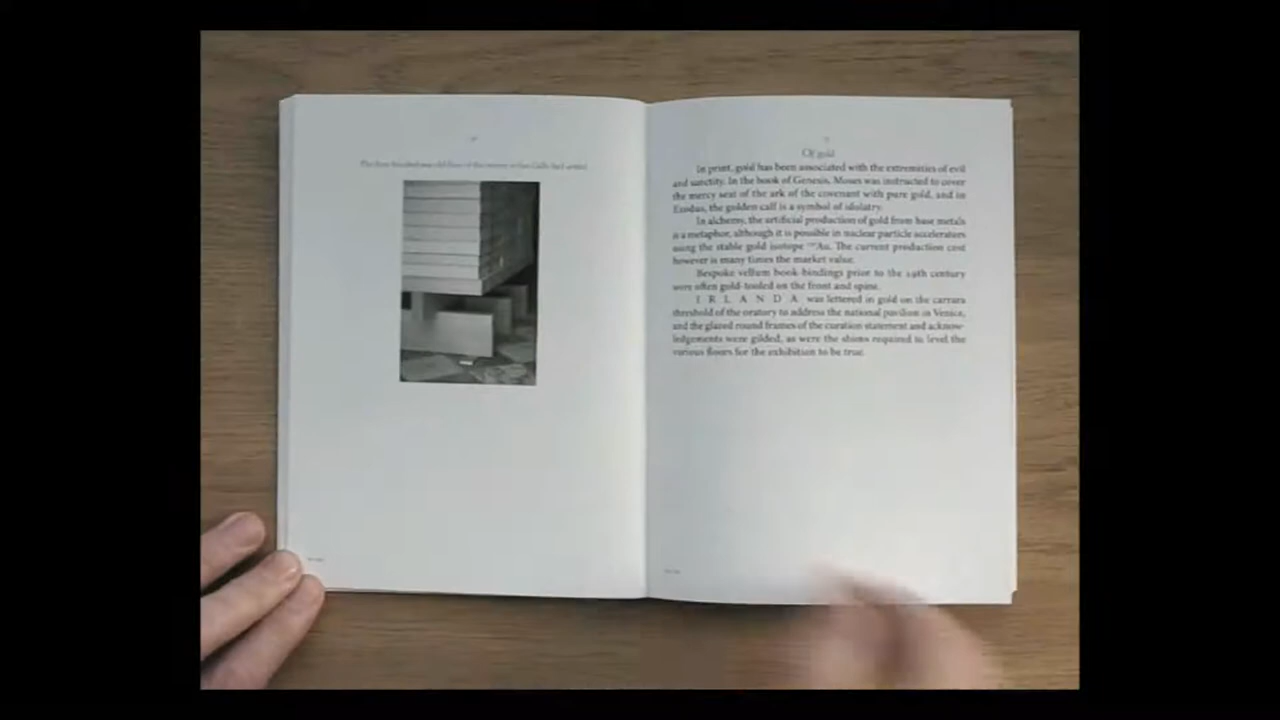 Of gold
In print, gold has been associated with the extremities of evil
and sanctity. In the book of Genesis, Moses was instructed to cover
the mercy seat of the ark of the covenant with pure gold, and in
Exodus, the golden calf is a symbol of idolatry.
In alchemy, the artificial production of gold from base metals
is a metaphor, although it is possible in nuclear particle accelerators
using the stable gold isotope Au. The current production cost
however is many times the market value.
Bespoke vellum book-bindings prior to the 19th century
were often gold-tooled on the front and spine.
I R L A N D A was lettered in gold on the carrara
threshold of the oratory to address the national pavilion in Venice,
and the glazed round frames of the curation statement and acknow-
ledgements were gilded, as were the shims required to level the
various floors for the exhibition to be true.